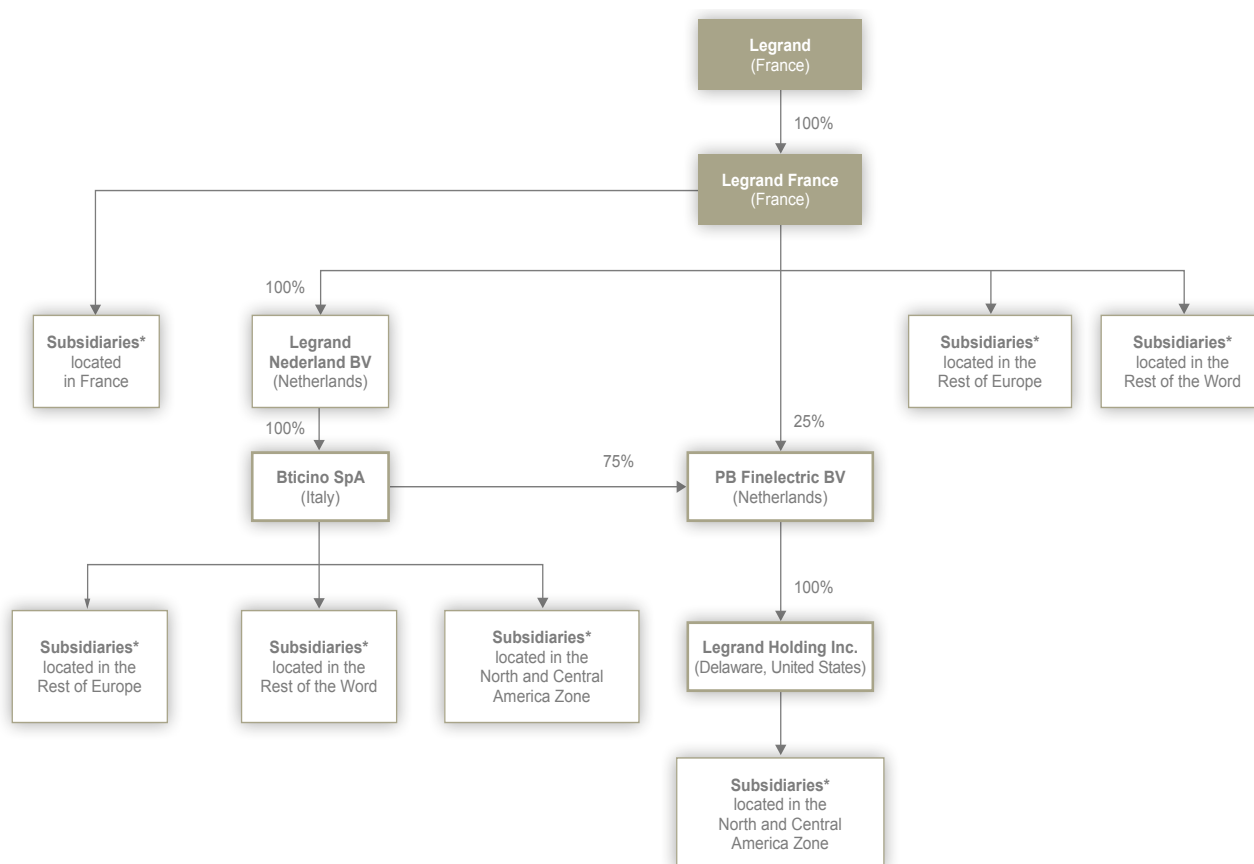 Legrand
(France)
100%
Legrand France
(France)
100%
Subsidiaries*
located
in France
Legrand
Nederland BV
(Netherlands)
Subsidiaries*
located in the
Rest of Europe
Subsidiaries*
located in the
Rest of the Word
100%
25%
Bticino SpA
(Italy)
75%
PB Finelectric BV
(Netherlands)
100%
Subsidiaries*
located in the
Rest of Europe
Subsidiaries*
located in the
Rest of the Word
Subsidiaries*
located in the
North and Central
America Zone
Legrand Holding Inc.
(Delaware, United States)
Subsidiaries*
located in the
North and Central
America Zone